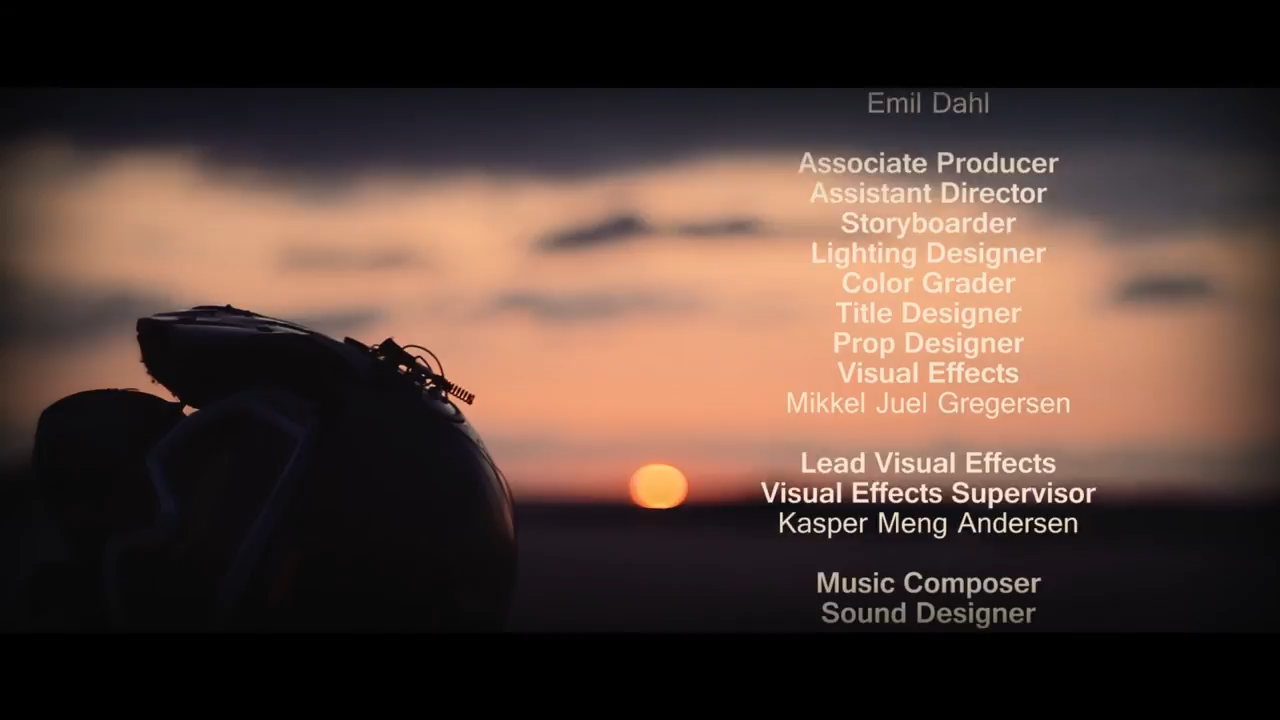 Emil Dahl
Associate Producer
Assistant Director
Storyboarder
Lighting Designer
Color Grader
Title Designer
Prop Designer
Visual Effects
Mikkel Juel Gregersen
Lead Visual Effects
Visual Effects Supervisor
Kasper Meng Andersen
Music Composer
Sound Designer